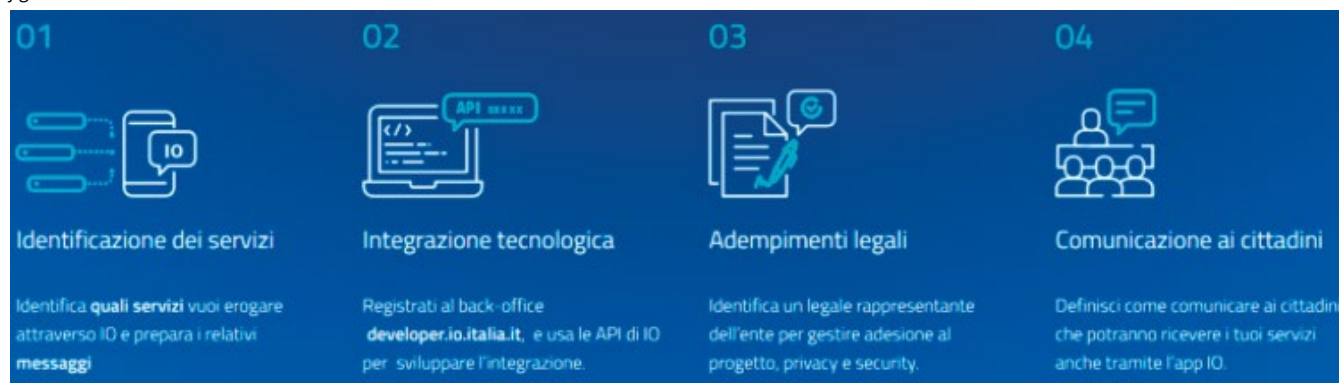 01
IO
Identificazione dei servizi
Identifica quali servizi vuoi erogare
attraverso IO e prepara i relativi
messaggi
02
API xxx xx
</>
Integrazione tecnologica
Registrati al back-office
developer.io.italia.it, e usa le API di IO
per sviluppare l'integrazione.
03
Adempimenti legali
Identifica un legale rappresentante
dell'ente per gestire adesione al
progetto, privacy e security.
04
Comunicazione ai cittadini
Definisci come comunicare ai cittadini
che potranno ricevere i tuoi servizi
anche tramite l'app IO.